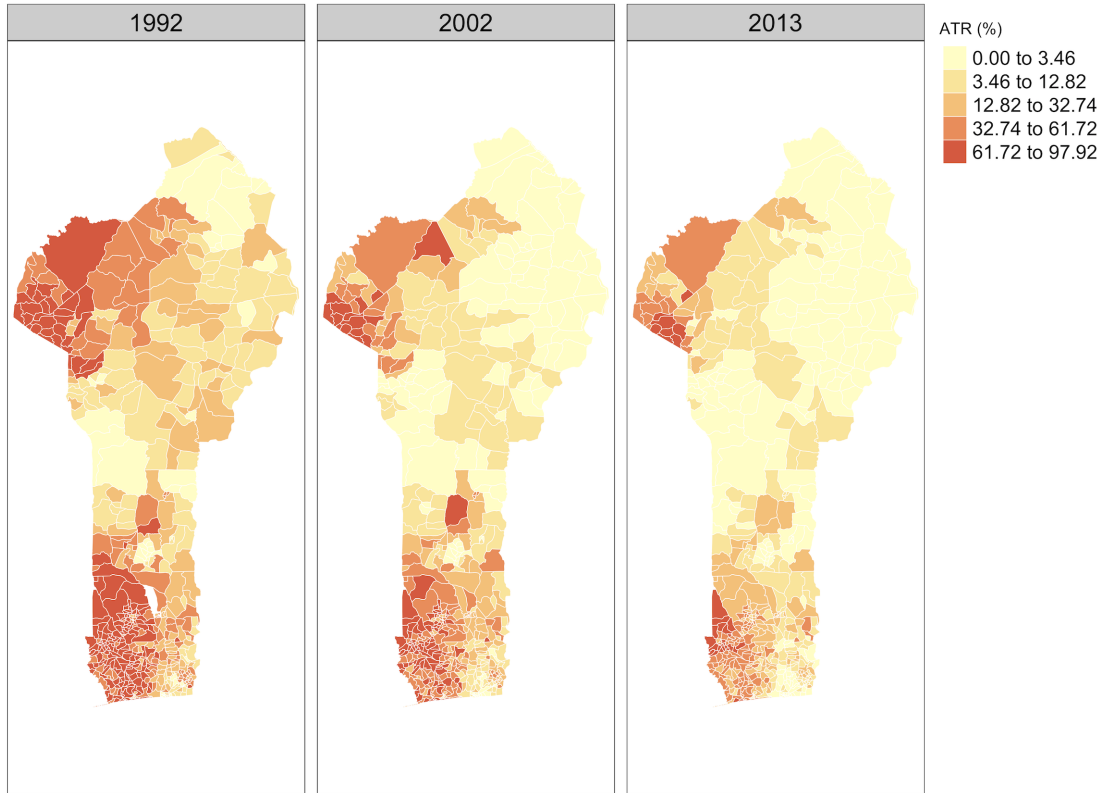 1992
2002
2013
ATR (%)
0.00 to 3.46
3.46 to 12.82
12.82 to 32.74
32.74 to 61.72
61.72 to 97.92